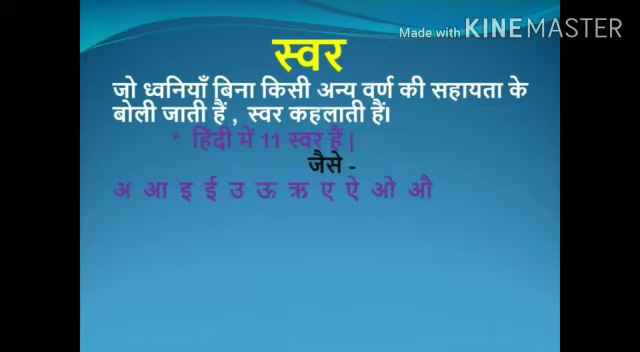 Made with KINEMASTER
स्वर
जो ध्वनियाँ बिना किसी अन्य वर्ण की सहायता के
बोली जाती हैं , स्वर कहलाती हैं।
* हिंदी में 11 स्वर हैं |
जैसे -
अ आ इ ई उ ऊ ऋ ए ऐ ओ औ